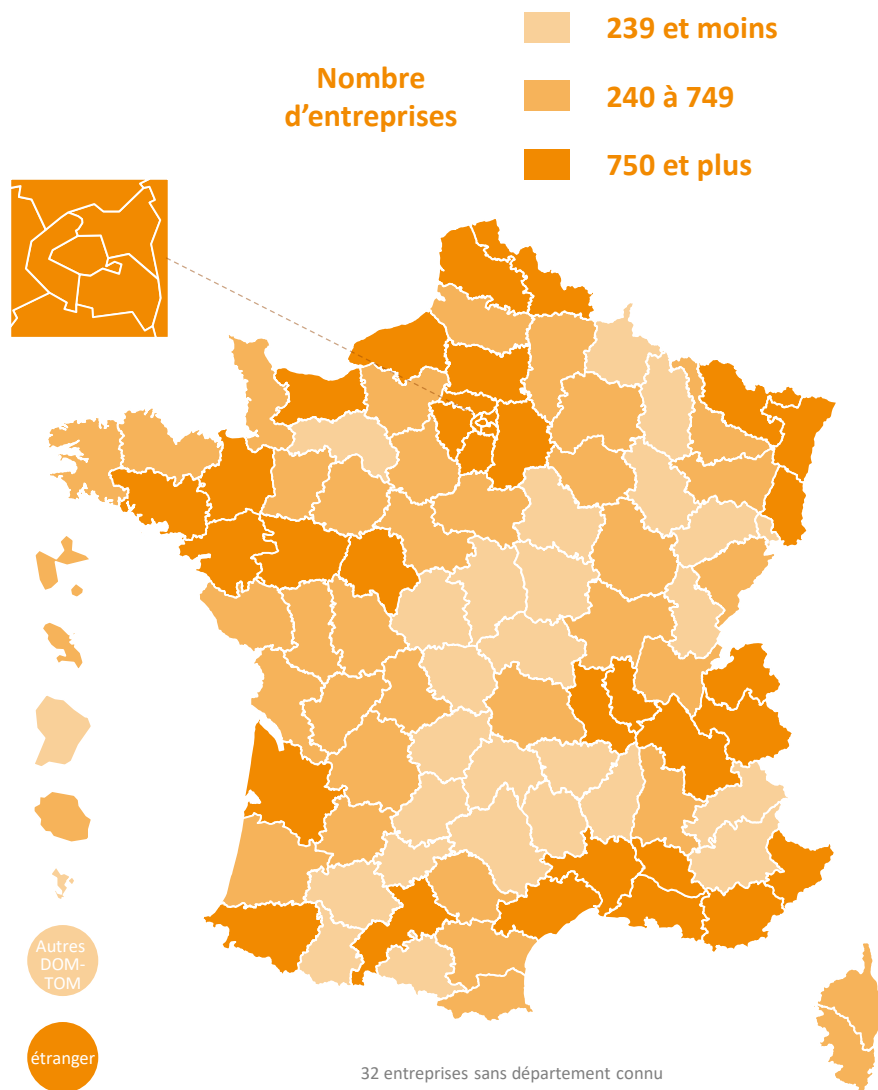 239 et moins
Nombre
d’entreprises
240 à 749
750 et plus
Autres
DOM-
TOM
étranger
32 entreprises sans département connu